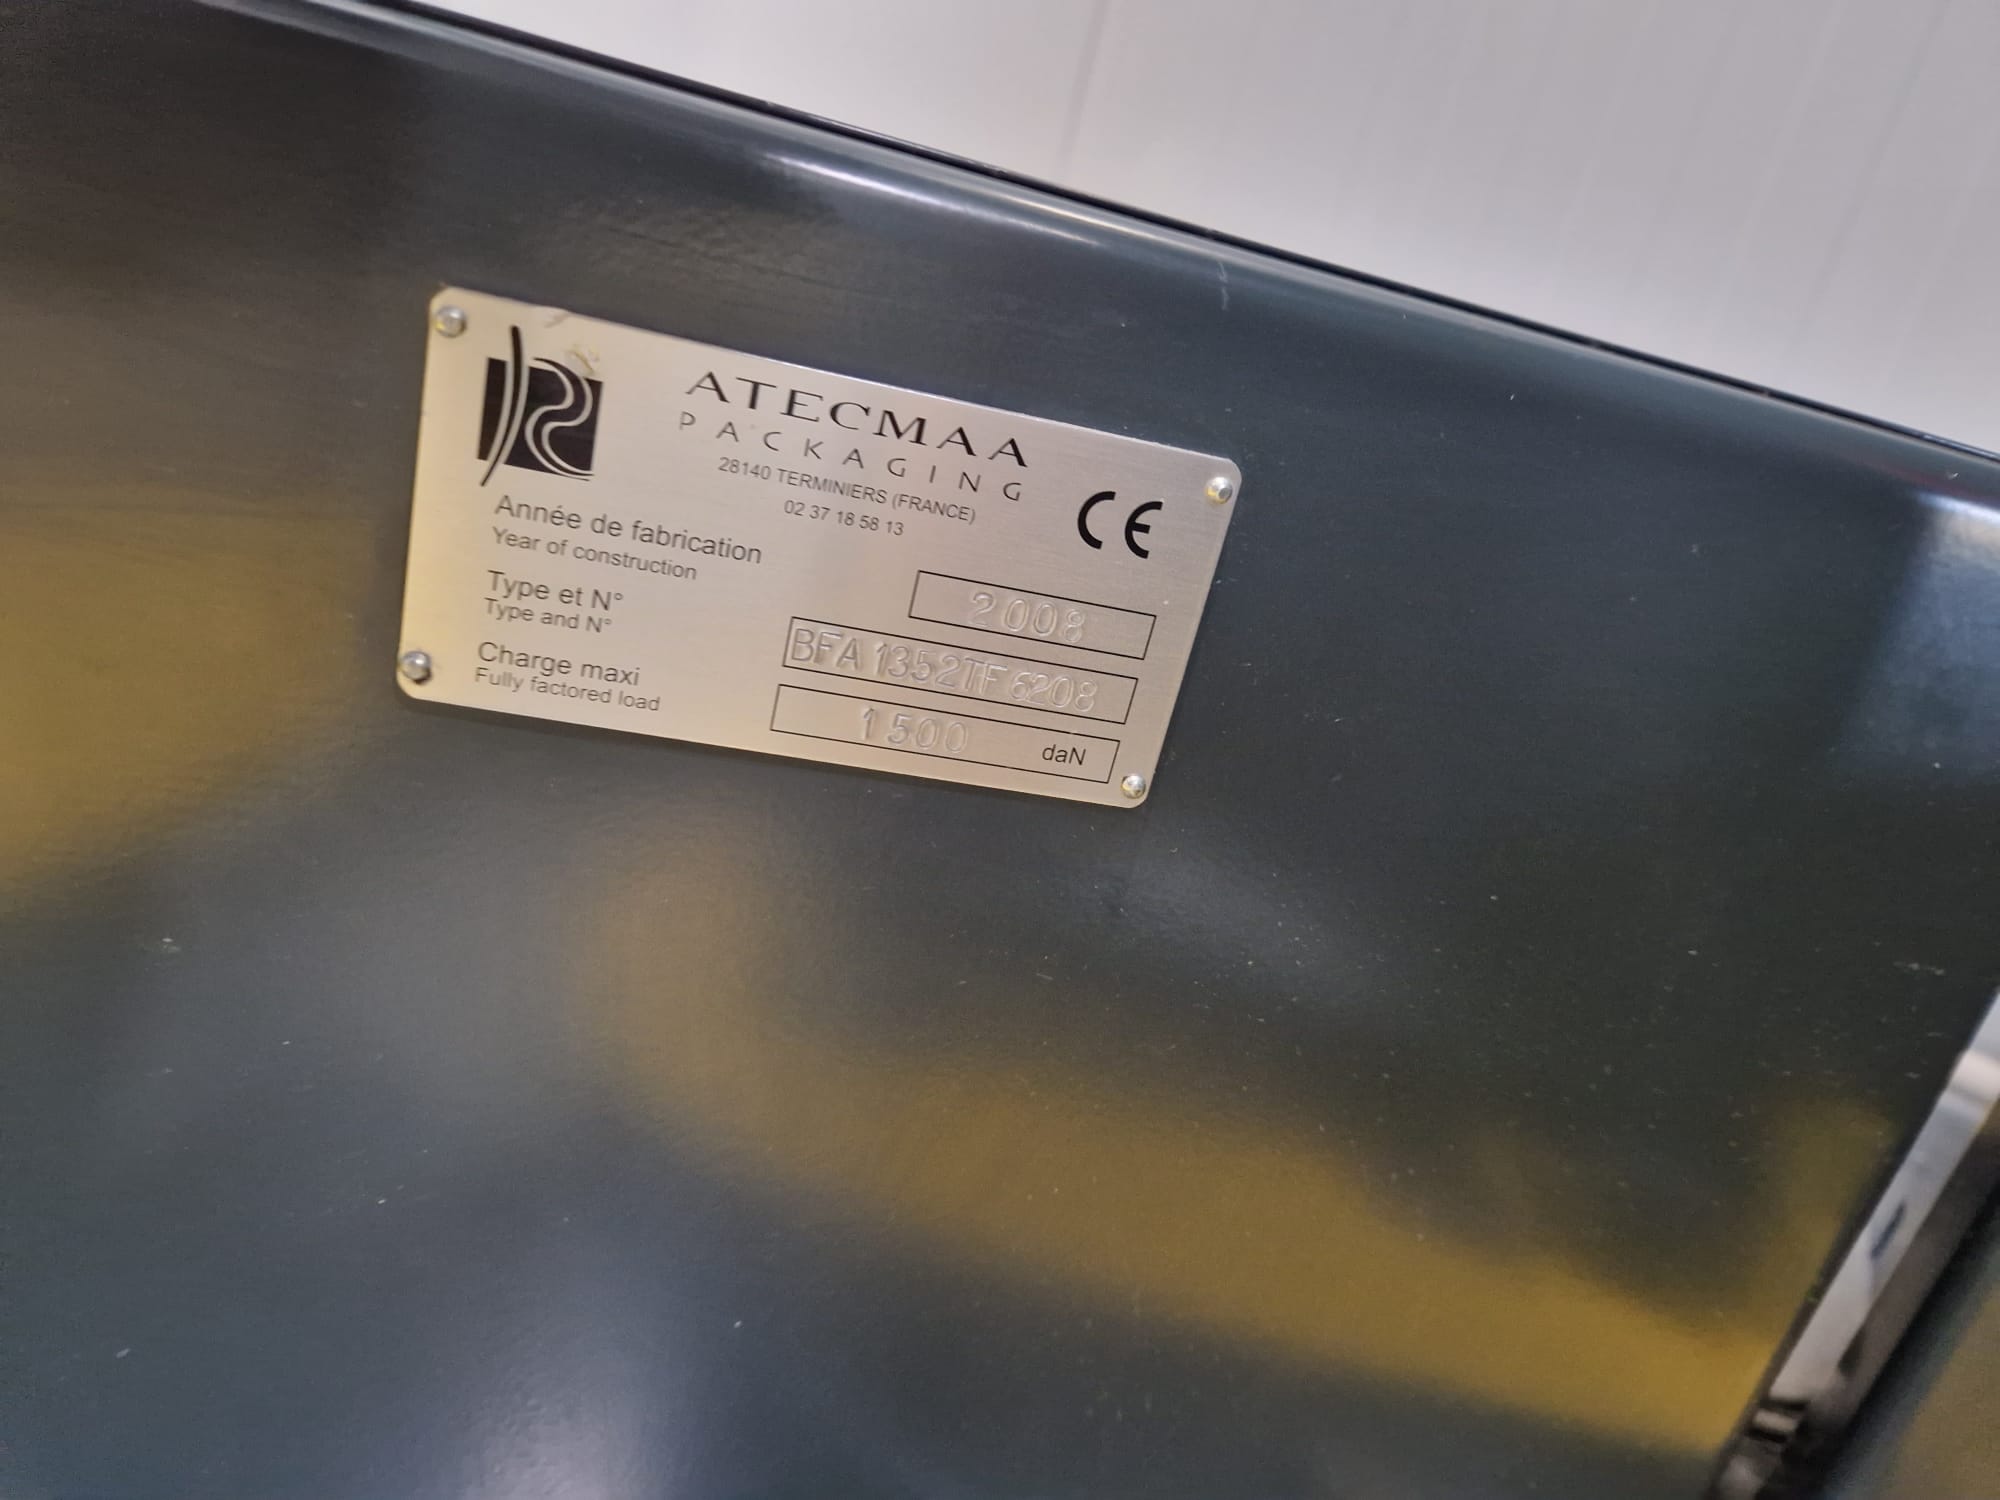 ATECMAA
PACKAGING
28140 TERMINIERS (FRANCE)
02 37 18 58 13
CE
Année de fabrication
Year of construction
2008
Type et N°
Type and N°
BFA 1352TF 6208
Charge maxi
Fully factored load
1500 daN